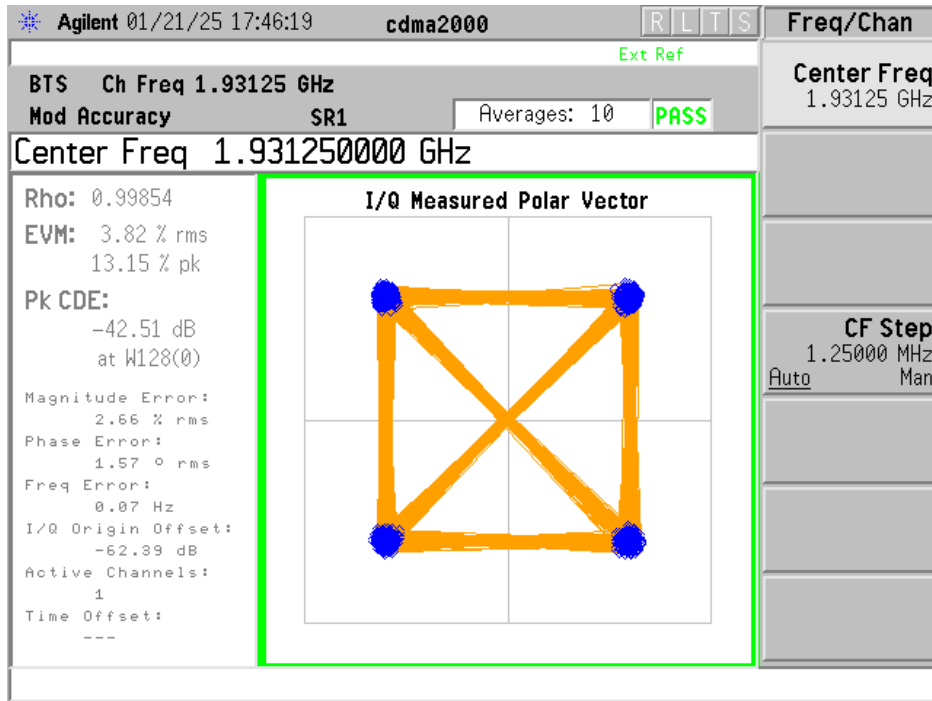 Agilent 01/21/25 17:46:19 cdma2000 R L T S Freq/Chan
Ext Ref
BTS Ch Freq 1.93125 GHz
Center Freq
1.93125 GHz
Mod Accuracy SR1 Averages: 10 PASS
Center Freq 1.931250000 GHz
Rho: 0.99854
I/Q Measured Polar Vector
EVM: 3.82 % rms
13.15 % pk
Pk CDE:
-42.51 dB
at W128(0)
CF Step
1.25000 MHz
Auto Man
Magnitude Error:
2.66 % rms
Phase Error:
1.57 º rms
Freq Error:
0.07 Hz
I/Q Origin Offset:
-62.39 dB
Active Channels:
1
Time Offset:
---